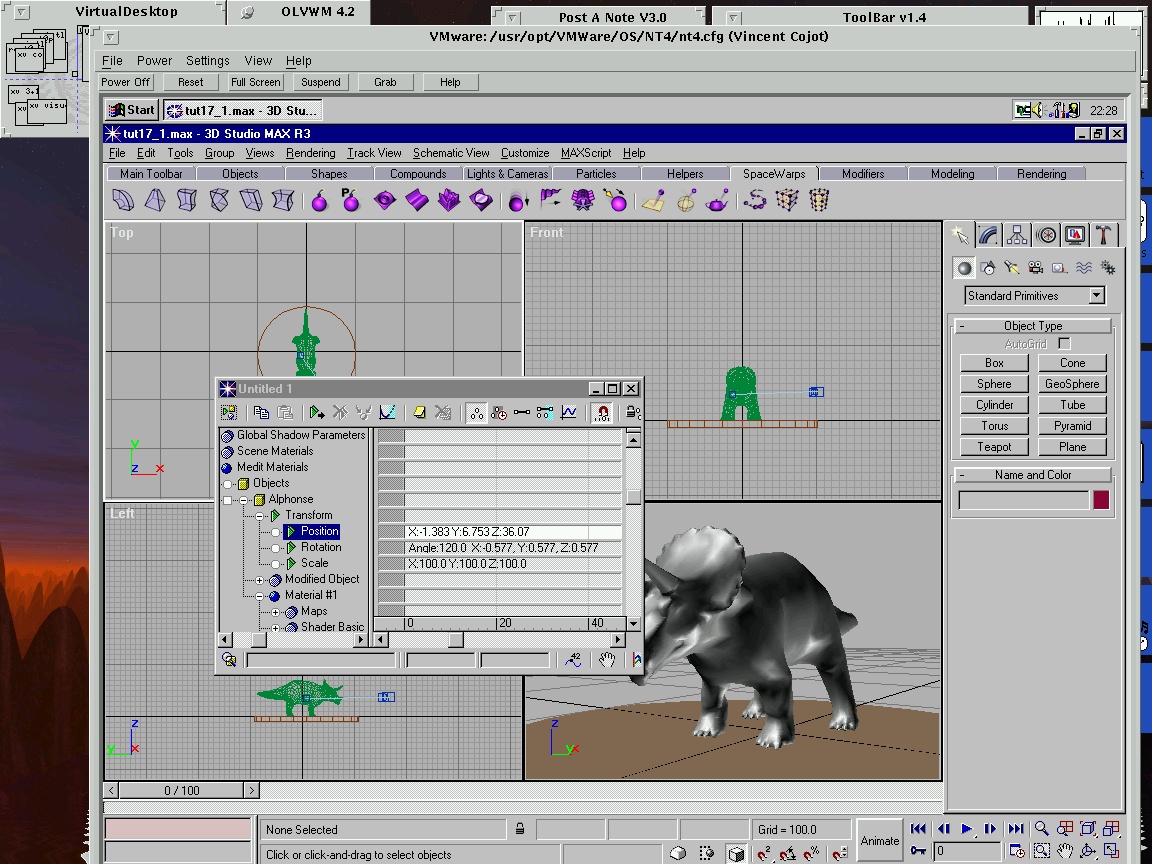 VirtualDesktop
OLVWM 4.2
Post A Note V3.0
ToolBar v1.4
VMware: /usr/opt/VMWare/OS/NT4/nt4.cfg (Vincent Cojot)
File Power Settings View Help
Power Off Reset Full Screen Suspend Grab Help
Start tut17_1.max - 3D Stu... 22:28
tut17_1.max - 3D Studio MAX R3
File Edit Tools Group Views Rendering Track View Schematic View Customize MAXScript Help
Main Toolbar Objects Shapes Compounds Lights & Cameras Particles Helpers SpaceWarps Modifiers Modeling Rendering
Top
Front
Left
Standard Primitives
- Object Type
AutoGrid
Box Cone
Sphere GeoSphere
Cylinder Tube
Torus Pyramid
Teapot Plane
- Name and Color
Untitled 1
Global Shadow Parameters
Scene Materials
Medit Materials
Objects
Alphonse
Transform
Position X:-1.383 Y:6.753 Z:36.07
Rotation Angle:120.0 X:-0.577, Y:0.577, Z:0.577
Scale X:100.0 Y:100.0 Z:100.0
Modified Object
Material #1
Maps
Shader Basic
0 20 40
42
y
z x
z
y x
z
y x
0 / 100
None Selected
Grid = 100.0
Animate
Click or click-and-drag to select objects
0